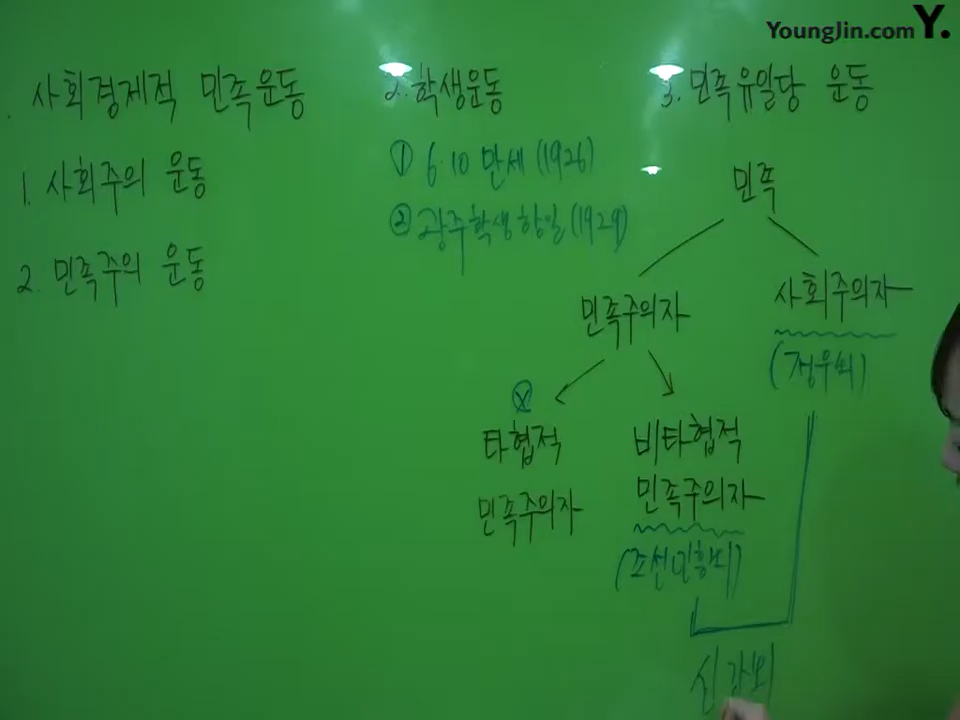 YoungJin.com Y.
. 사회경제적 민족운동
1. 사회주의 운동
2. 민족주의 운동
2. 학생운동
① 6·10 만세 (1926)
② 광주학생항일 (1929)
3. 민족유일당 운동
민족
민족주의자
사회주의자
(정우회)
ⓧ
타협적
민족주의자
비타협적
민족주의자
(조선민흥회)
신간회